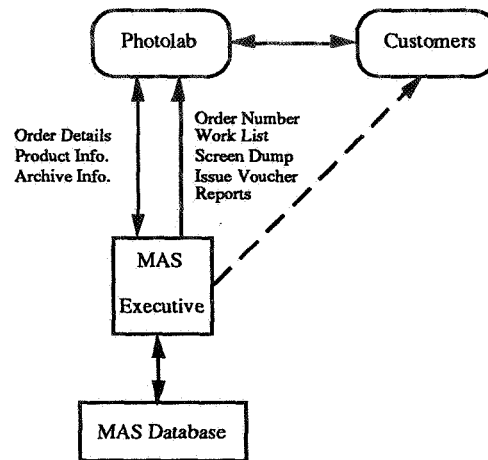 Photolab
Customers
Order Details
Product Info.
Archive Info.
Order Number
Work List
Screen Dump
Issue Voucher
Reports
MAS
Executive
MAS Database